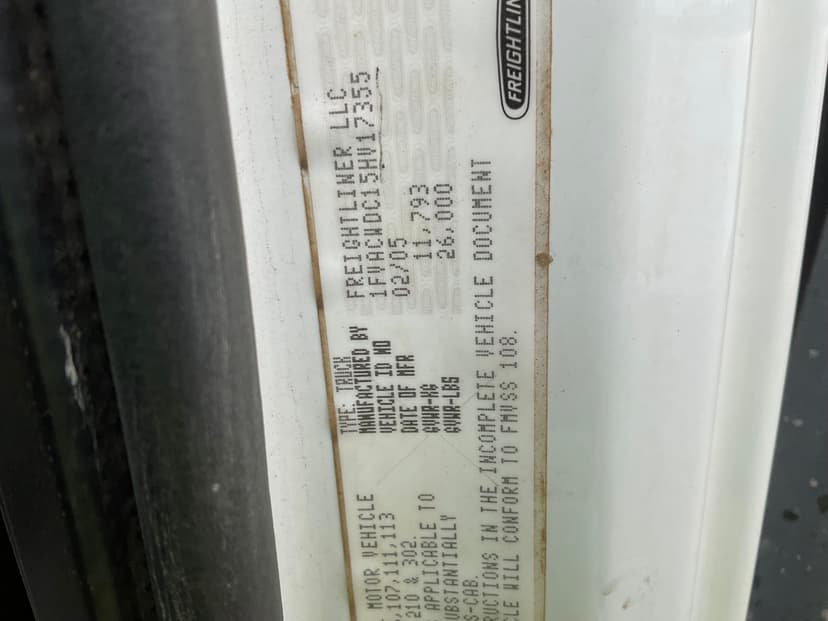 TYPE: TRUCK
MANUFACTURED BY FREIGHTLINER LLC
VEHICLE ID NO 1FVACWDC15HV17355
DATE OF MFR 02/05
GVWR-KG 11,793
GVWR-LBS 26,000
MOTOR VEHICLE
,107,111,113
210 & 302.
APPLICABLE TO
UBSTANTIALLY
S-CAB.
RUCTIONS IN THE INCOMPLETE VEHICLE DOCUMENT
CLE WILL CONFORM TO FMVSS 108.
FREIGHTLIN